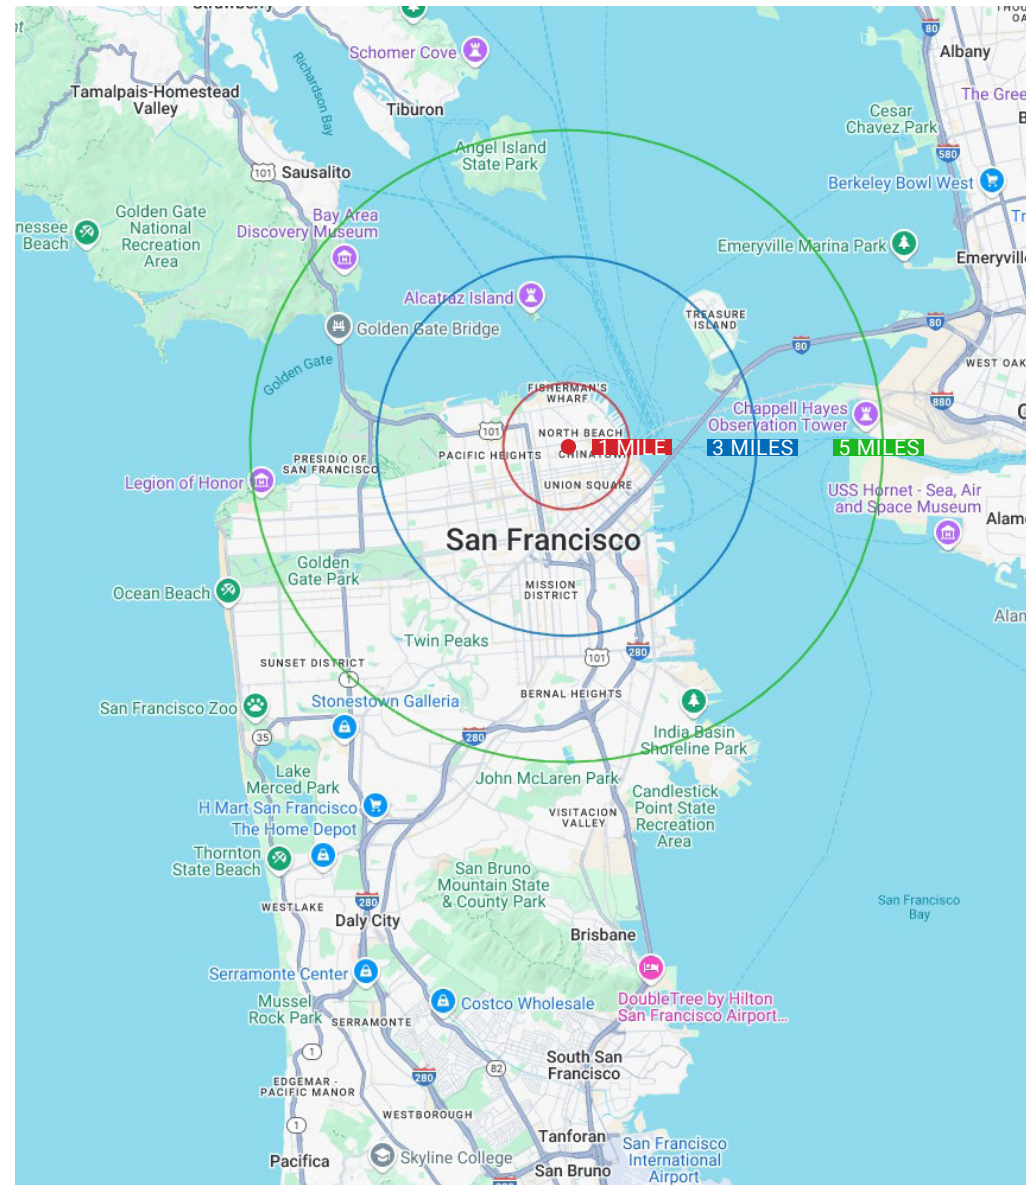 Strawberry
THOU
OA
80
Albany
Schomer Cove
Richardson Bay
Tamalpais-Homestead
Valley
Tiburon
The Gree
Cesar
Chavez Park
B
Angel Island
State Park
580
101
Sausalito
Berkeley Bowl West
Golden Gate
National
Recreation
Area
Bay Area
Discovery Museum
Tr
nessee
Beach
Emeryville Marina Park
Emeryvill
Alcatraz Island
TREASURE
ISLAND
Golden Gate Bridge
80
80
Golden Gate
WEST OAK
FISHERMAN'S
WHARF
880
Chappell Hayes
Observation Tower
101
NORTH BEACH
PACIFIC HEIGHTS
CHINATOWN
1 MILE
3 MILES
5 MILES
PRESIDIO OF
SAN FRANCISCO
Legion of Honor
UNION SQUARE
USS Hornet - Sea, Air
and Space Museum
Alam
San Francisco
Golden
Gate Park
Ocean Beach
MISSION
DISTRICT
Alan
Twin Peaks
101
280
SUNSET DISTRICT
1
BERNAL HEIGHTS
San Francisco Zoo
Stonestown Galleria
35
280
India Basin
Shoreline Park
Lake
Merced Park
John McLaren Park
Candlestick
Point State
Recreation
Area
H Mart San Francisco
VISITACION
VALLEY
The Home Depot
Thornton
State Beach
San Bruno
Mountain State
& County Park
WESTLAKE
280
Daly City
San Francisco
Bay
Brisbane
Serramonte Center
Costco Wholesale
DoubleTree by Hilton
San Francisco Airport...
Mussel
Rock Park
SERRAMONTE
1
82
South San
Francisco
280
EDGEMAR -
PACIFIC MANOR
WESTBOROUGH
1
Tanforan
Skyline College
Pacifica
San Bruno
San Francisco
International
Airport